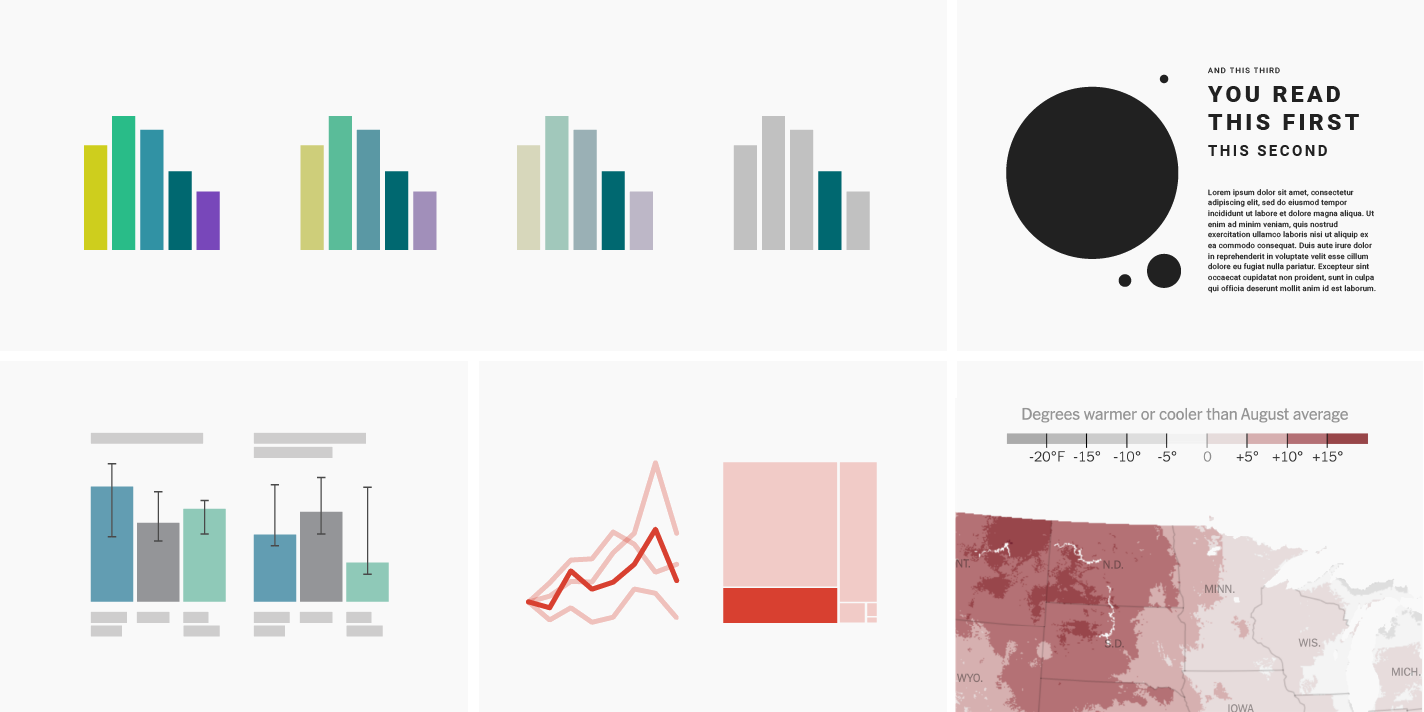 AND THIS THIRD
YOU READ
THIS FIRST
THIS SECOND
Lorem ipsum dolor sit amet, consectetur
adipiscing elit, sed do eiusmod tempor
incididunt ut labore et dolore magna aliqua. Ut
enim ad minim veniam, quis nostrud
exercitation ullamco laboris nisi ut aliquip ex
ea commodo consequat. Duis aute irure dolor
in reprehenderit in voluptate velit esse cillum
dolore eu fugiat nulla pariatur. Excepteur sint
occaecat cupidatat non proident, sunt in culpa
qui officia deserunt mollit anim id est laborum.
Degrees warmer or cooler than August average
-20°F -15° -10° -5° 0 +5° +10° +15°
NT.
N.D.
MINN.
S.D.
WIS.
WYO.
MICH.
IOWA